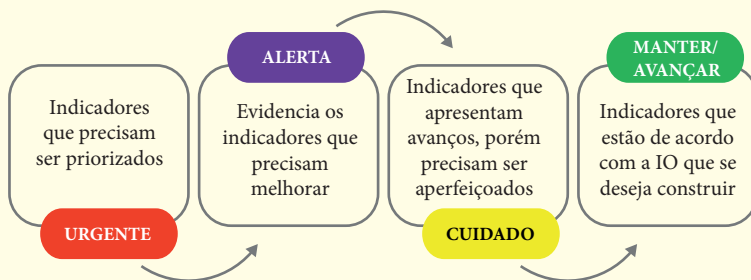 Indicadores
que precisam
ser priorizados
URGENTE
ALERTA
Evidencia os
indicadores que
precisam
melhorar
Indicadores que
apresentam
avanços, porém
precisam ser
aperfeiçoados
CUIDADO
MANTER/
AVANÇAR
Indicadores que
estão de acordo
com a IO que se
deseja construir